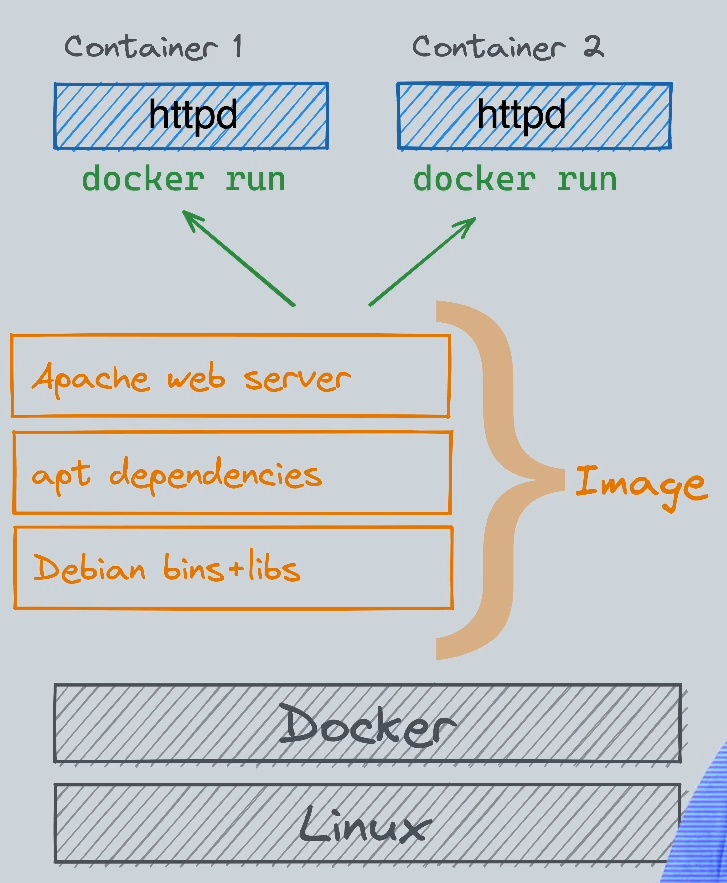 Container 1
Container 2
httpd
httpd
docker run
docker run
Apache web server
apt dependencies
Debian bins+libs
Image
Docker
Linux